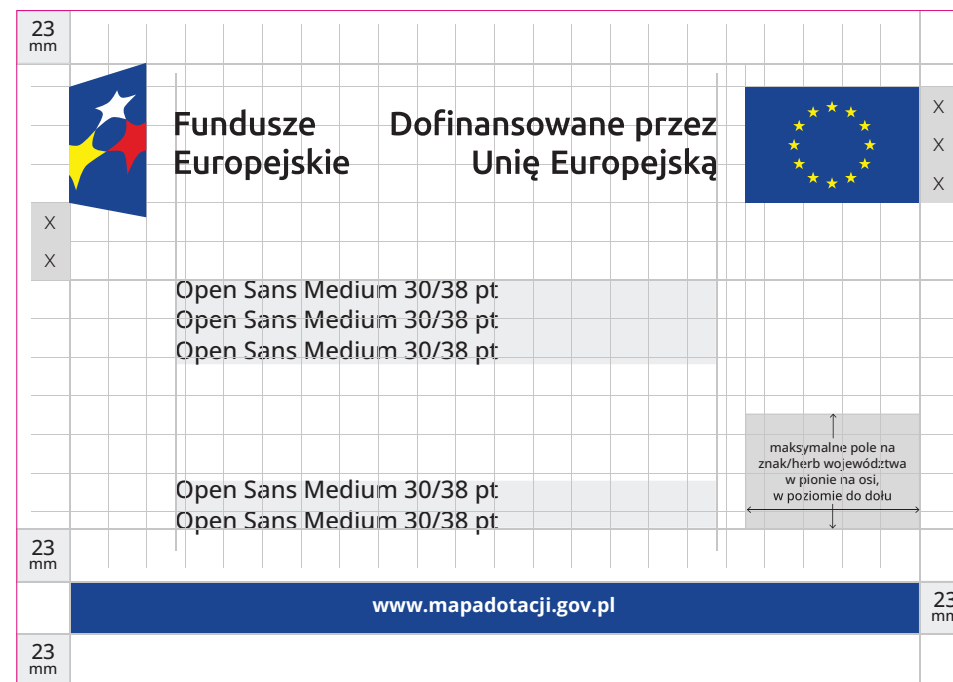 23
mm
Fundusze
Europejskie
Dofinansowane przez
Unię Europejską
X
X
X
X
X
Open Sans Medium 30/38 pt
Open Sans Medium 30/38 pt
Open Sans Medium 30/38 pt
maksymalne pole na
znak/herb województwa
w pionie na osi,
w poziomie do dołu
Open Sans Medium 30/38 pt
Open Sans Medium 30/38 pt
23
mm
www.mapadotacji.gov.pl
23
mm
23
mm